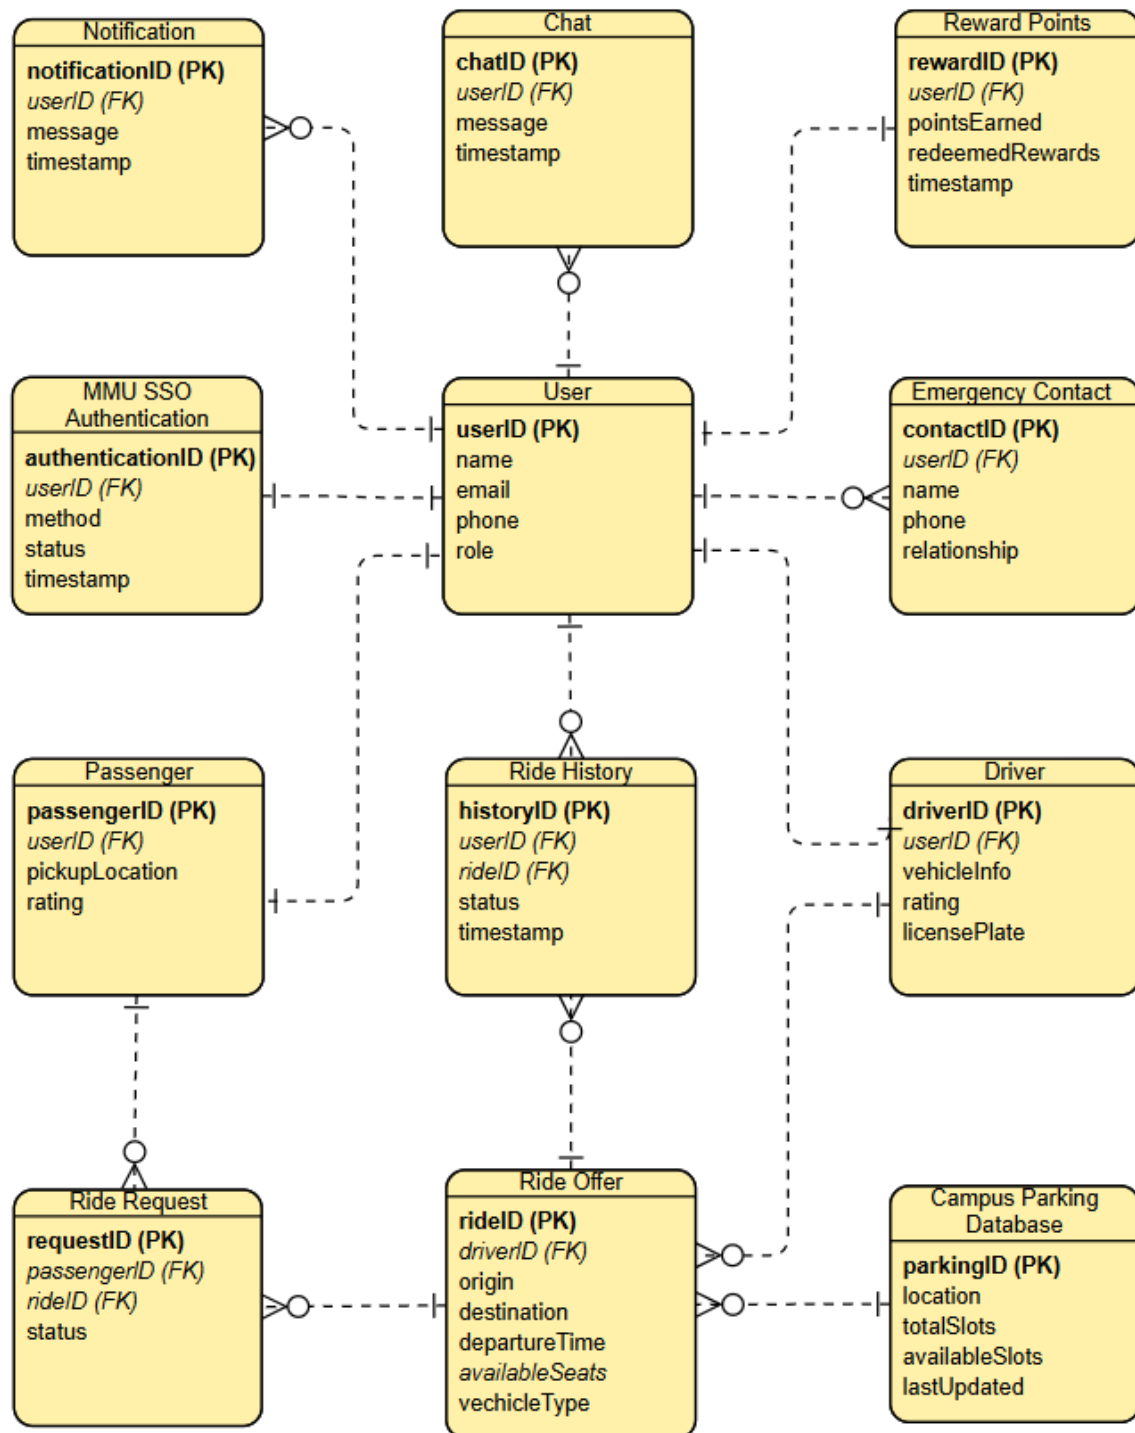 Notification
notificationID (PK)
userID (FK)
message
timestamp
Chat
chatID (PK)
userID (FK)
message
timestamp
Reward Points
rewardID (PK)
userID (FK)
pointsEarned
redeemedRewards
timestamp
MMU SSO
Authentication
authenticationID (PK)
userID (FK)
method
status
timestamp
User
userID (PK)
name
email
phone
role
Emergency Contact
contactID (PK)
userID (FK)
name
phone
relationship
Passenger
passengerID (PK)
userID (FK)
pickupLocation
rating
Ride History
historyID (PK)
userID (FK)
rideID (FK)
status
timestamp
Driver
driverID (PK)
userID (FK)
vehicleInfo
rating
licensePlate
Ride Request
requestID (PK)
passengerID (FK)
rideID (FK)
status
Ride Offer
rideID (PK)
driverID (FK)
origin
destination
departureTime
availableSeats
vechicleType
Campus Parking
Database
parkingID (PK)
location
totalSlots
availableSlots
lastUpdated